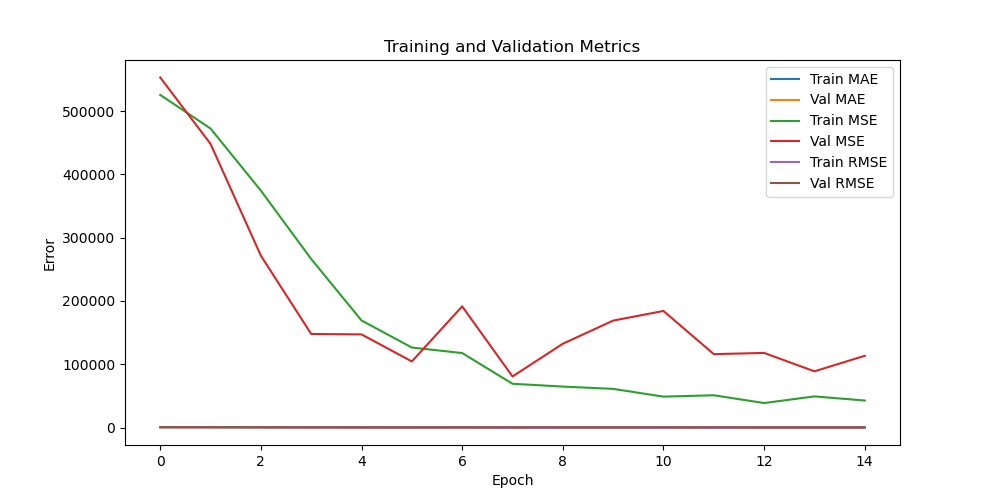 Training and Validation Metrics
Train MAE
Val MAE
Train MSE
Val MSE
Train RMSE
Val RMSE
Error
500000
400000
300000
200000
100000
0
0 2 4 6 8 10 12 14
Epoch